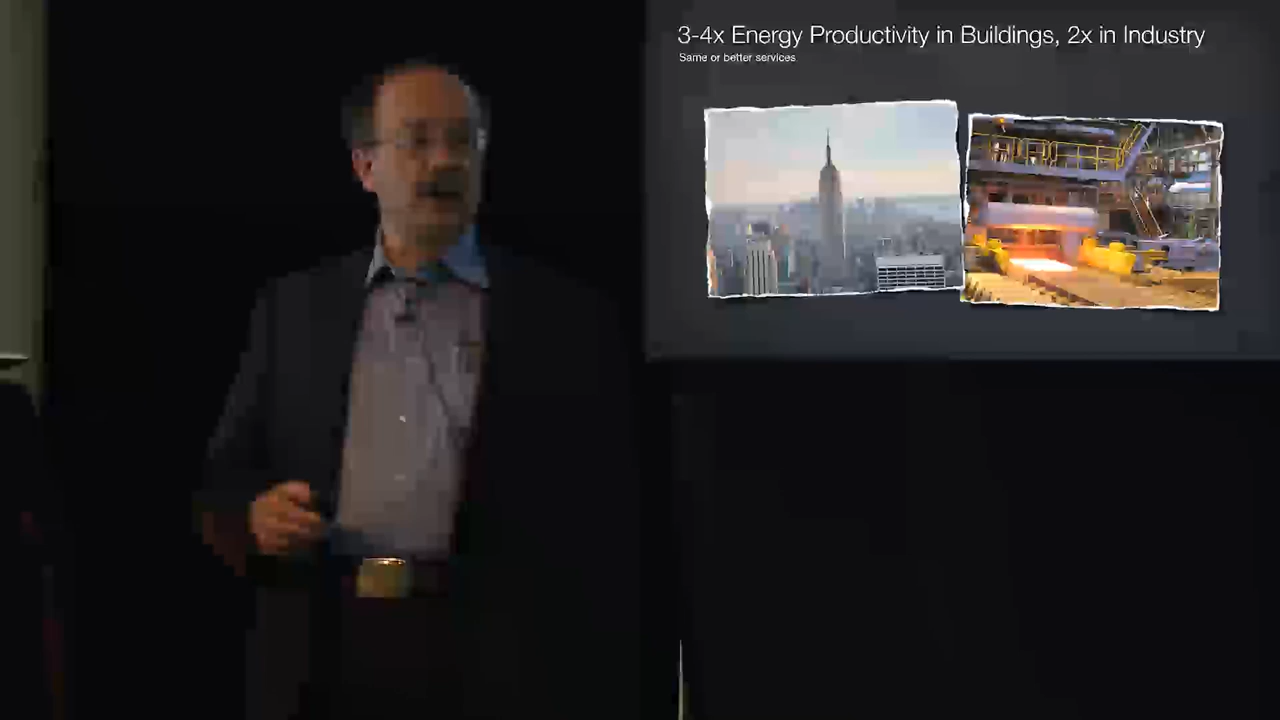 3-4x Energy Productivity in Buildings, 2x in Industry
Same or better services